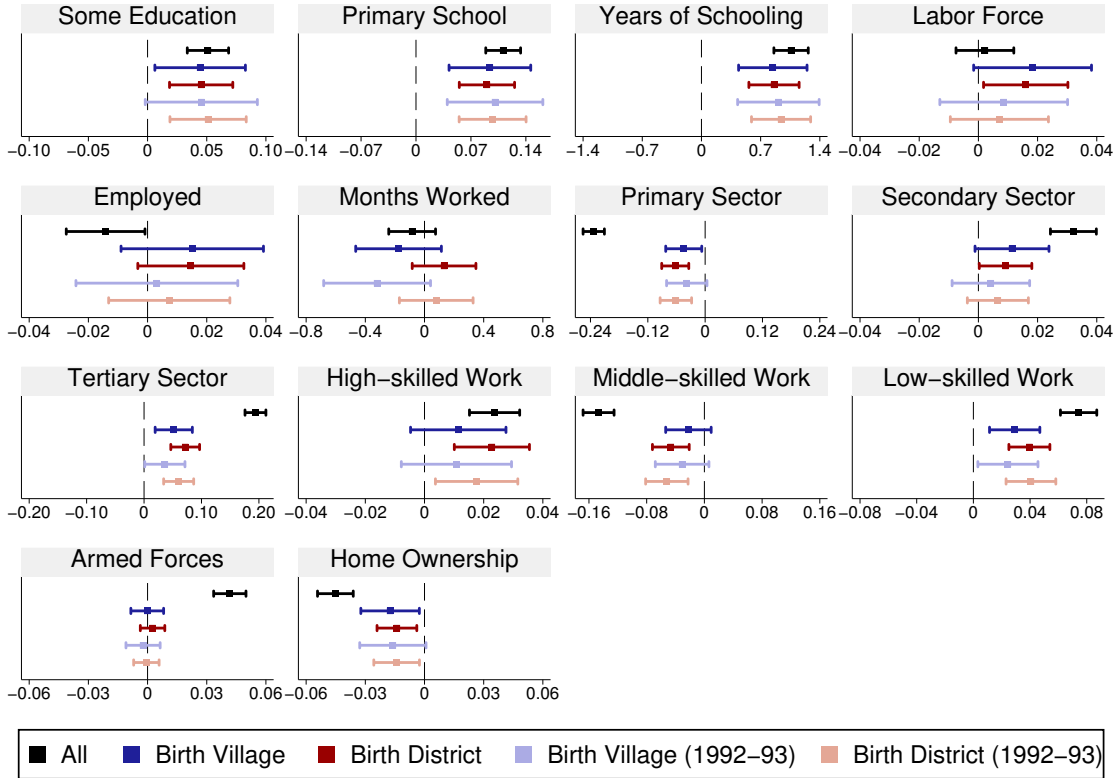 Some Education Primary School Years of Schooling Labor Force
−0.10 −0.05 0 0.05 0.10 −0.14 −0.07 0 0.07 0.14 −1.4 −0.7 0 0.7 1.4 −0.04 −0.02 0 0.02 0.04
Employed Months Worked Primary Sector Secondary Sector
−0.04 −0.02 0 0.02 0.04 −0.8 −0.4 0 0.4 0.8 −0.24 −0.12 0 0.12 0.24 −0.04 −0.02 0 0.02 0.04
Tertiary Sector High−skilled Work Middle−skilled Work Low−skilled Work
−0.20 −0.10 0 0.10 0.20 −0.04 −0.02 0 0.02 0.04 −0.16 −0.08 0 0.08 0.16 −0.08 −0.04 0 0.04 0.08
Armed Forces Home Ownership
−0.06 −0.03 0 0.03 0.06 −0.06 −0.03 0 0.03 0.06
All Birth Village Birth District Birth Village (1992−93) Birth District (1992−93)